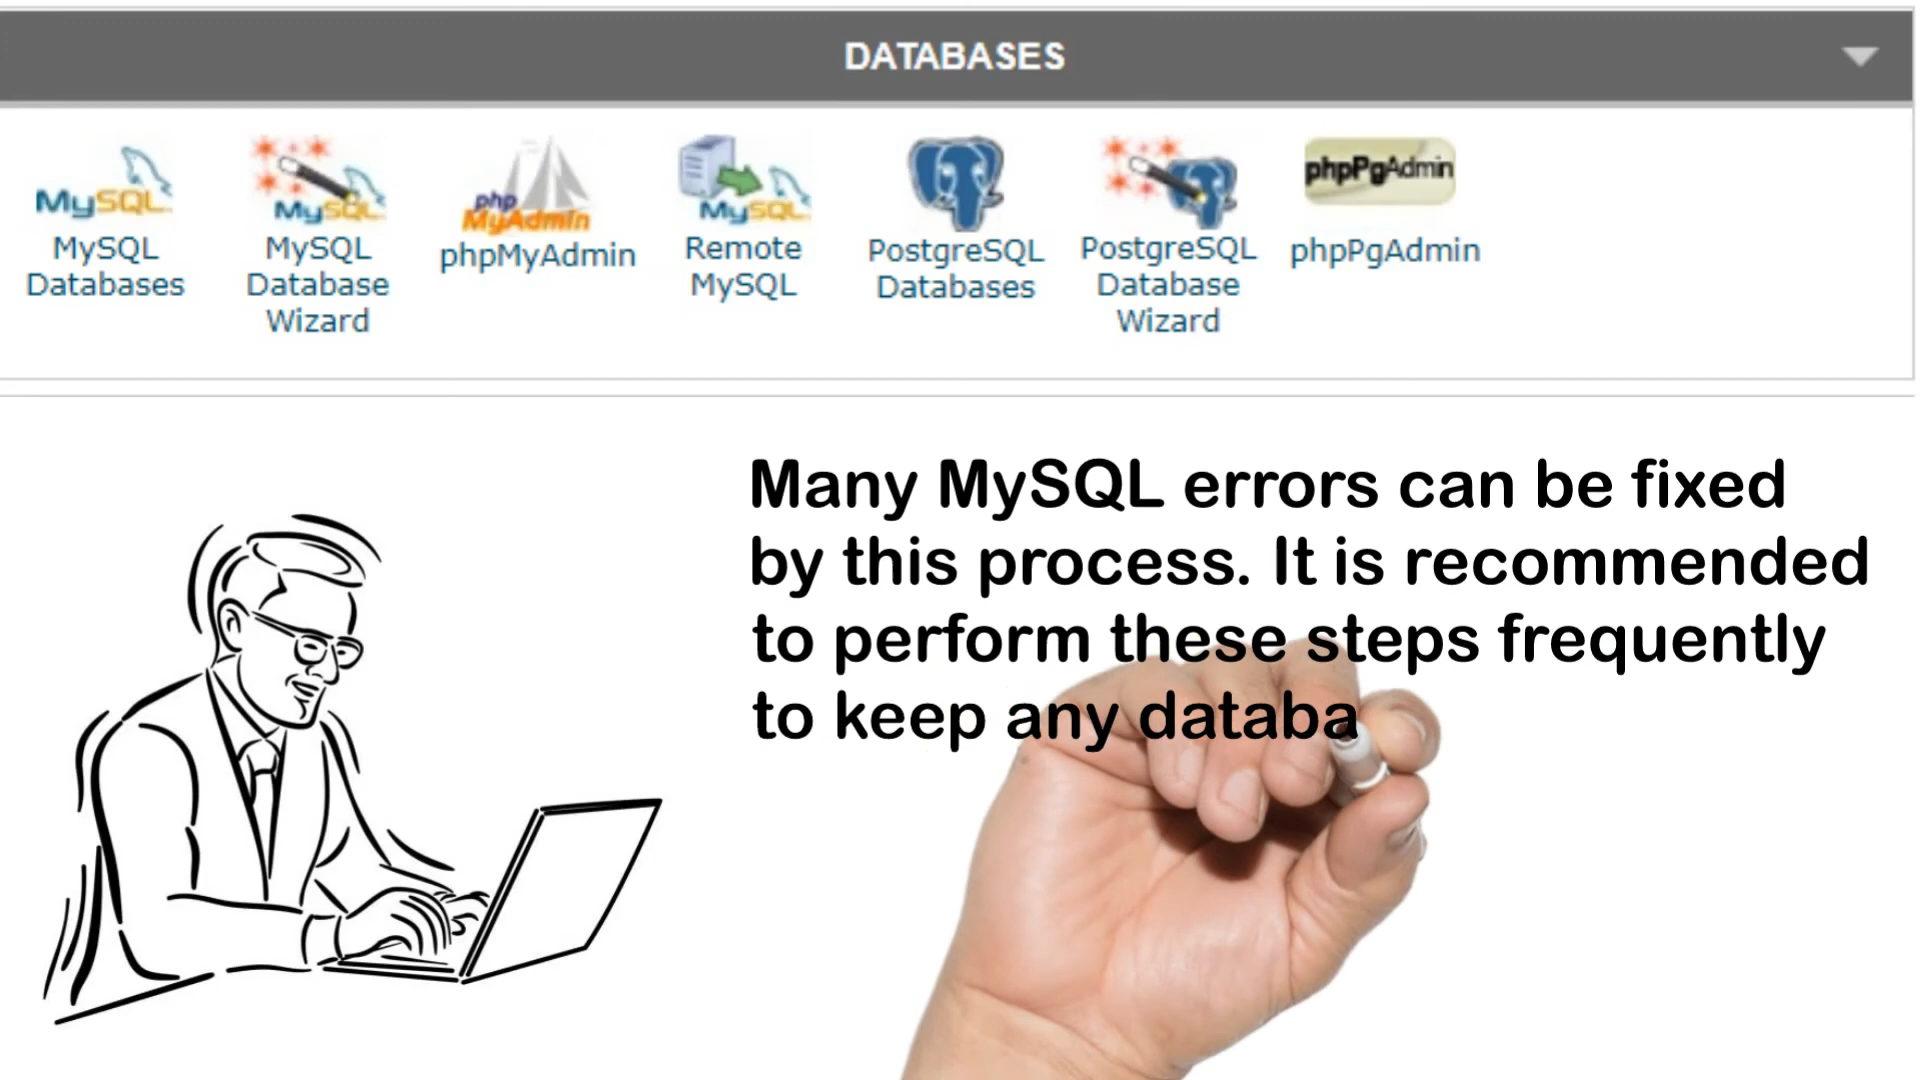 DATABASES
MySQL
MySQL
php
MyAdmin
MySQL
phpPgAdmin
MySQL
Databases
MySQL
Database
Wizard
phpMyAdmin
Remote
MySQL
PostgreSQL
Databases
PostgreSQL
Database
Wizard
phpPgAdmin
Many MySQL errors can be fixed
by this process. It is recommended
to perform these steps frequently
to keep any databa